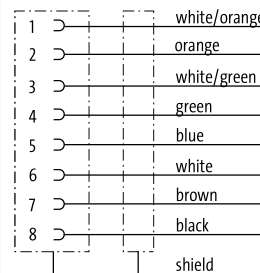 1 white/orange
2 orange
3 white/green
4 green
5 blue
6 white
7 brown
8 black
shield